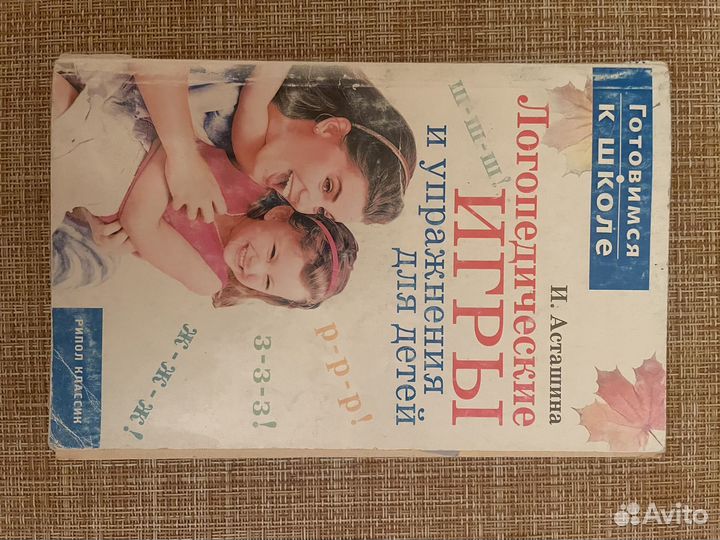 Готовимся
к школе
И. Асташина
Логопедические
ИГРЫ
и упражнения
для детей
ш-ш-ш!
р-р-р!
з-з-з!
ж-ж-ж!
РИПОЛ КЛАССИК
Avito